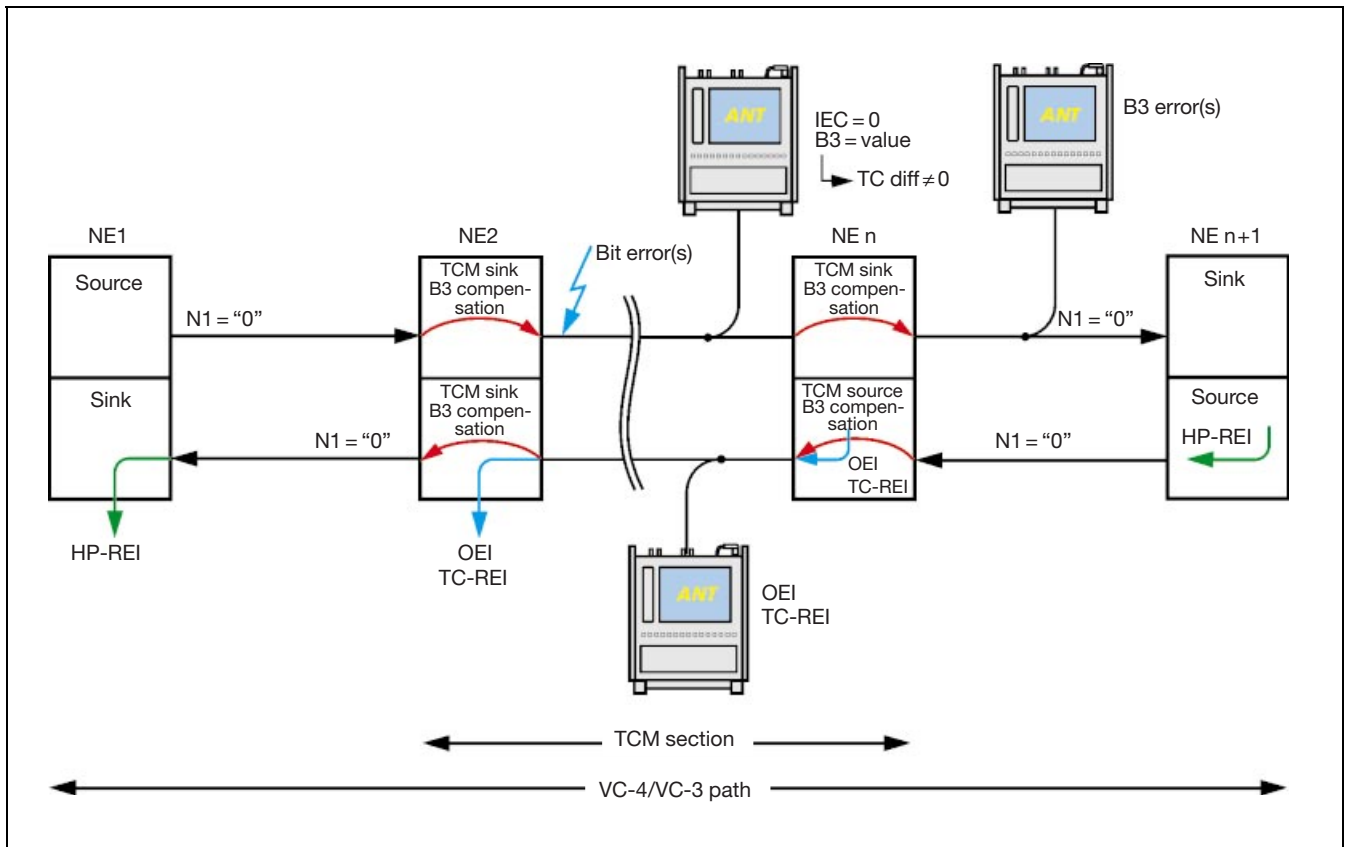 ANT
IEC = 0
B3 = value
TC diff ≠ 0
ANT
B3 error(s)
NE1
NE2
NE n
NE n+1
Source
N1 = “0”
TCM sink
B3 compen-
sation
Bit error(s)
TCM sink
B3 compen-
sation
N1 = “0”
Sink
Sink
N1 = “0”
TCM sink
B3 compen-
sation
TCM source
B3 compen-
sation
OEI
TC-REI
N1 = “0”
Source
HP-REI
HP-REI
OEI
TC-REI
ANT
OEI
TC-REI
TCM section
VC-4/VC-3 path